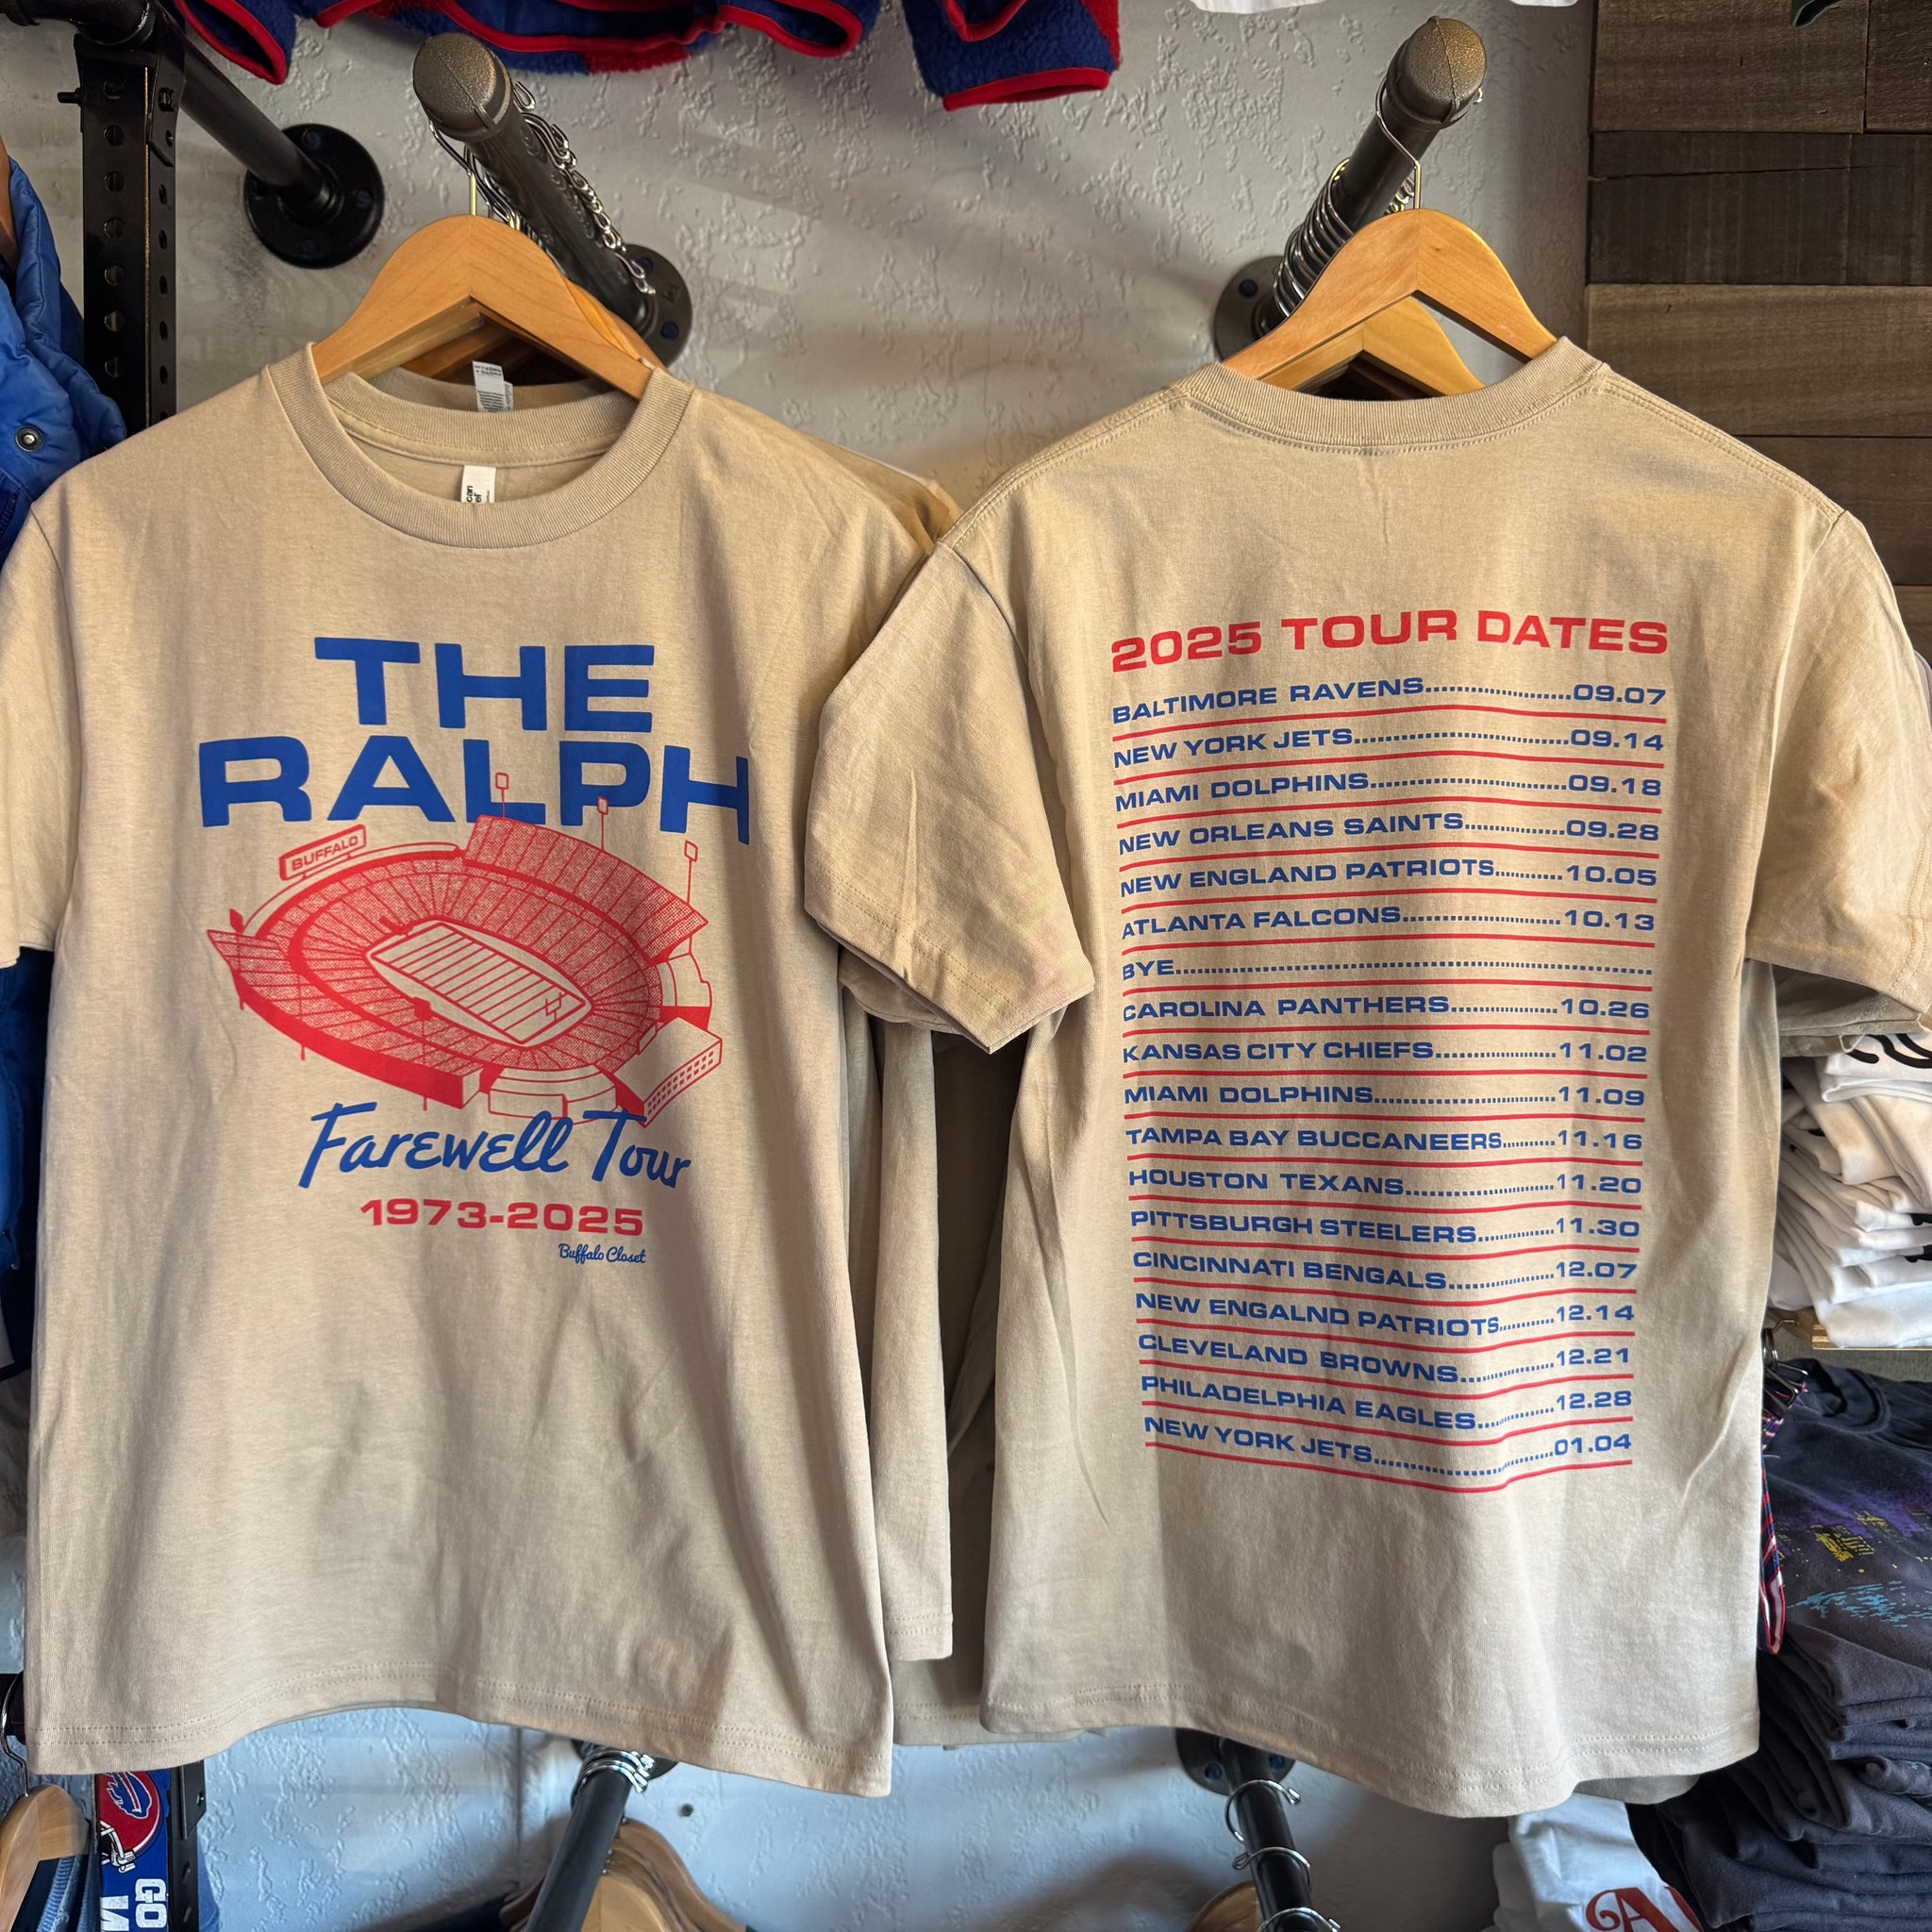 THE
RALPH
BUFFALO
Farewell Tour
1973-2025
Buffalo Closet
2025 TOUR DATES
BALTIMORE RAVENS....................09.07
NEW YORK JETS..............................09.14
MIAMI DOLPHINS...........................09.18
NEW ORLEANS SAINTS..............09.28
NEW ENGLAND PATRIOTS..........10.05
ATLANTA FALCONS......................10.13
BYE..................................................................
CAROLINA PANTHERS...............10.26
KANSAS CITY CHIEFS.................11.02
MIAMI DOLPHINS..........................11.09
TAMPA BAY BUCCANEERS........11.16
HOUSTON TEXANS.....................11.20
PITTSBURGH STEELERS...........11.30
CINCINNATI BENGALS...............12.07
NEW ENGALND PATRIOTS........12.14
CLEVELAND BROWNS..............12.21
PHILADELPHIA EAGLES...........12.28
NEW YORK JETS..........................01.04
GO